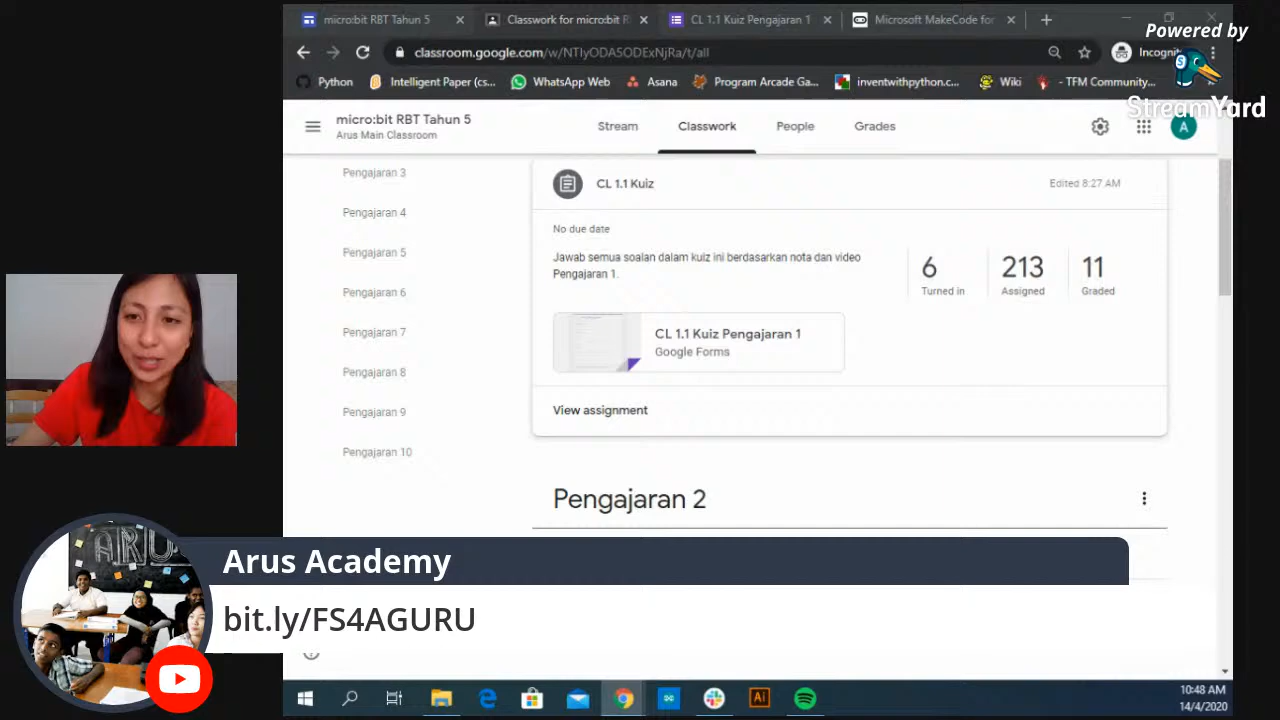 micro:bit RBT Tahun 5
Classwork for micro:bit R
CL 1.1 Kuiz Pengajaran 1
Microsoft MakeCode for
Powered by
StreamYard
classroom.google.com/w/NTIyODA5ODExNjRa/t/all
Incogni
Python
Intelligent Paper (cs...
WhatsApp Web
Asana
Program Arcade Ga...
inventwithpython.c...
Wiki
- TFM Community...
micro:bit RBT Tahun 5
Arus Main Classroom
Stream
Classwork
People
Grades
A
Pengajaran 3
Pengajaran 4
Pengajaran 5
Pengajaran 6
Pengajaran 7
Pengajaran 8
Pengajaran 9
Pengajaran 10
CL 1.1 Kuiz
Edited 8:27 AM
No due date
Jawab semua soalan dalam kuiz ini berdasarkan nota dan video
Pengajaran 1.
6
Turned in
213
Assigned
11
Graded
CL 1.1 Kuiz Pengajaran 1
Google Forms
View assignment
Pengajaran 2
ARUS
Arus Academy
bit.ly/FS4AGURU
Ai
10:48 AM
14/4/2020